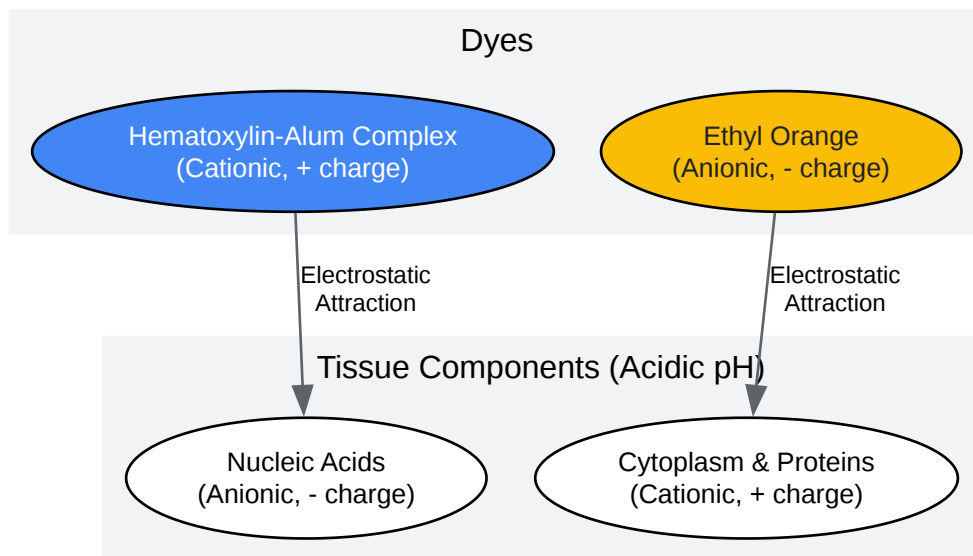 Dyes
Hematoxylin-Alum Complex
(Cationic, + charge)
Ethyl Orange
(Anionic, - charge)
Electrostatic
Attraction
Electrostatic
Attraction
Tissue Components (Acidic pH)
Nucleic Acids
(Anionic, - charge)
Cytoplasm & Proteins
(Cationic, + charge)